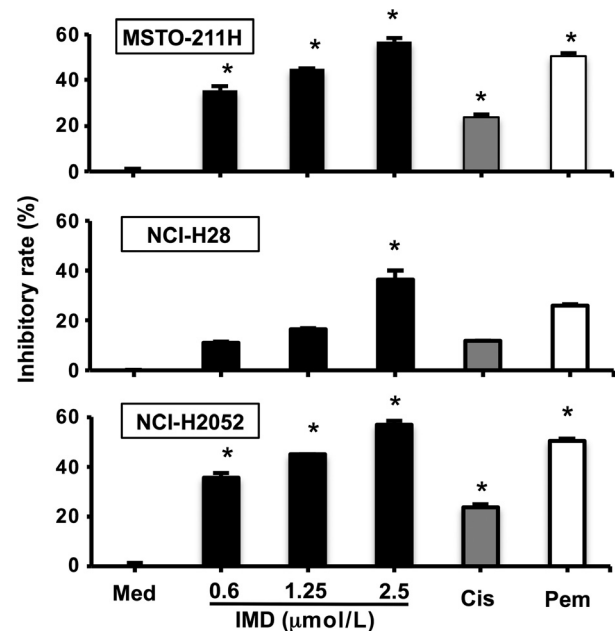 Inhibitory rate (%)
MSTO-211H
60
40
20
0
* * * * *
NCI-H28
60
40
20
0
*
NCI-H2052
60
40
20
0
* * * * *
Med 0.6 1.25 2.5 Cis Pem
IMD (μmol/L)